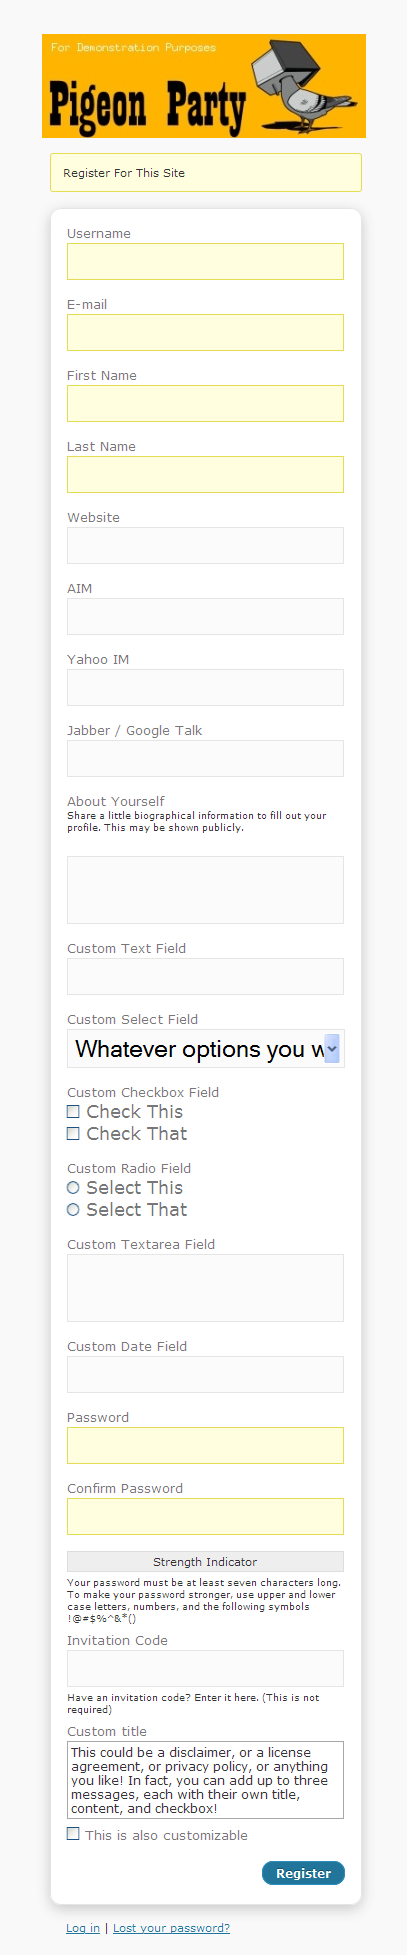 For Demonstration Purposes
Pigeon Party
Register For This Site
Username
E-mail
First Name
Last Name
Website
AIM
Yahoo IM
Jabber / Google Talk
About Yourself
Share a little biographical information to fill out your
profile. This may be shown publicly.
Custom Text Field
Custom Select Field
Whatever options you w
Custom Checkbox Field
Check This
Check That
Custom Radio Field
Select This
Select That
Custom Textarea Field
Custom Date Field
Password
Confirm Password
Strength Indicator
Your password must be at least seven characters long.
To make your password stronger, use upper and lower
case letters, numbers, and the following symbols
!@#$%^&*()
Invitation Code
Have an invitation code? Enter it here. (This is not
required)
Custom title
This could be a disclaimer, or a license
agreement, or privacy policy, or anything
you like! In fact, you can add up to three
messages, each with their own title,
content, and checkbox!
This is also customizable
Register
Log in | Lost your password?